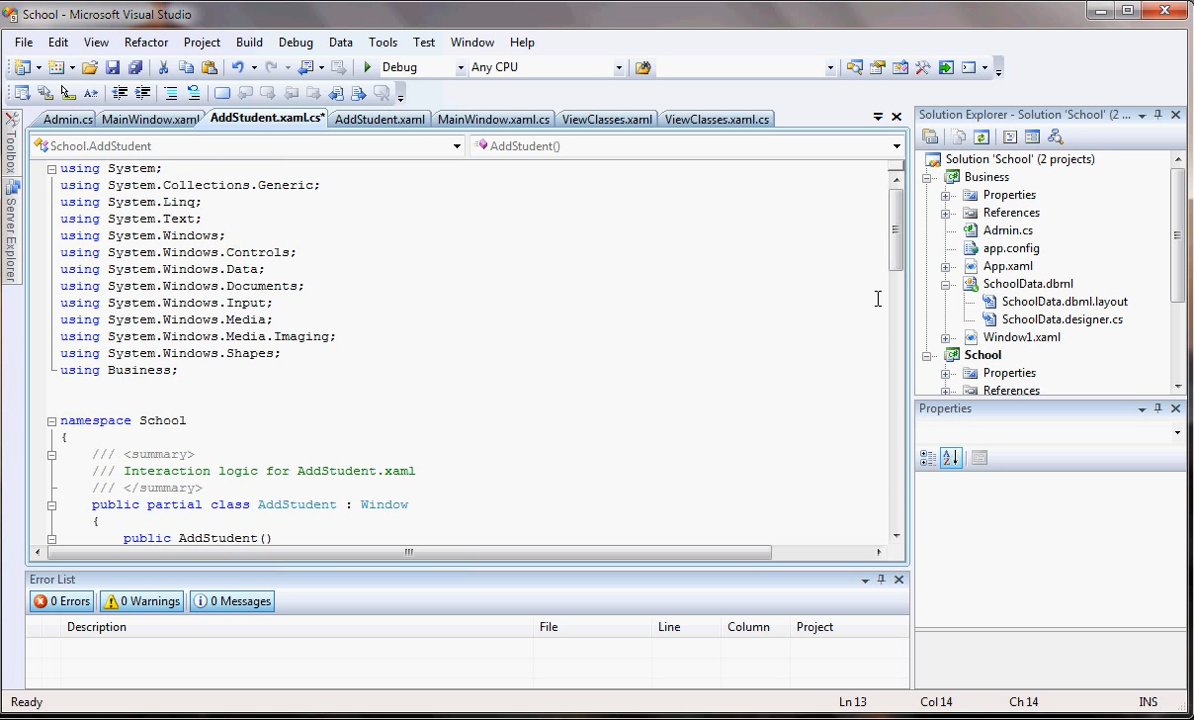 School - Microsoft Visual Studio
File Edit View Refactor Project Build Debug Data Tools Test Window Help
Debug Any CPU
Admin.cs MainWindow.xaml AddStudent.xaml.cs* AddStudent.xaml MainWindow.xaml.cs ViewClasses.xaml ViewClasses.xaml.cs
School.AddStudent AddStudent()
Toolbox
Server Explorer
using System;
using System.Collections.Generic;
using System.Linq;
using System.Text;
using System.Windows;
using System.Windows.Controls;
using System.Windows.Data;
using System.Windows.Documents;
using System.Windows.Input;
using System.Windows.Media;
using System.Windows.Media.Imaging;
using System.Windows.Shapes;
using Business;
namespace School
{
/// <summary>
/// Interaction logic for AddStudent.xaml
/// </summary>
public partial class AddStudent : Window
{
public AddStudent()
Solution Explorer - Solution 'School' (2 ...
Solution 'School' (2 projects)
Business
Properties
References
Admin.cs
app.config
App.xaml
SchoolData.dbml
SchoolData.dbml.layout
SchoolData.designer.cs
Window1.xaml
School
Properties
References
Properties
Error List
0 Errors 0 Warnings 0 Messages
Description File Line Column Project
Ready Ln 13 Col 14 Ch 14 INS